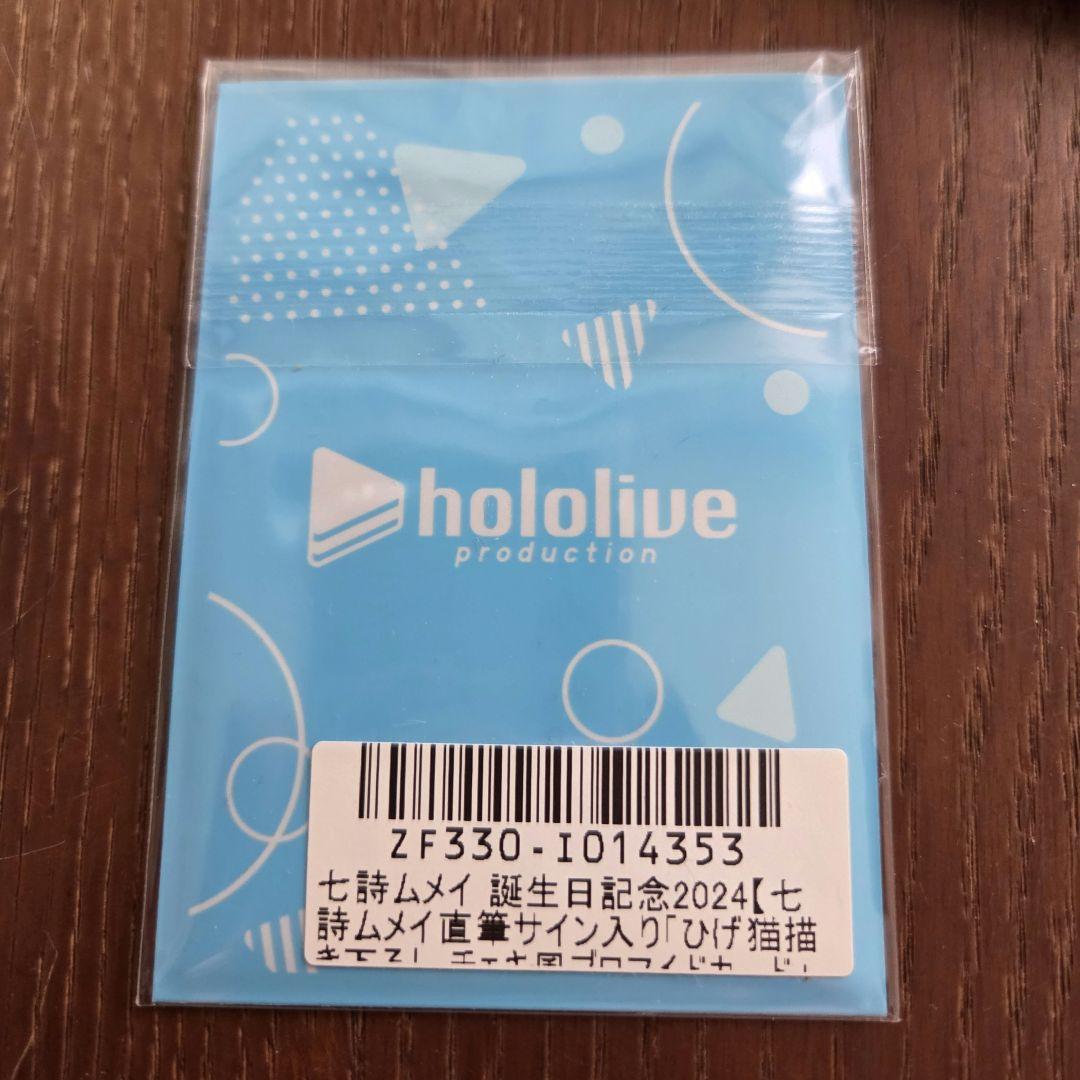 hololive
production
ZF330-I014353
七詩ムメイ 誕生日記念2024【七
詩ムメイ直筆サイン入り「ひげ猫描